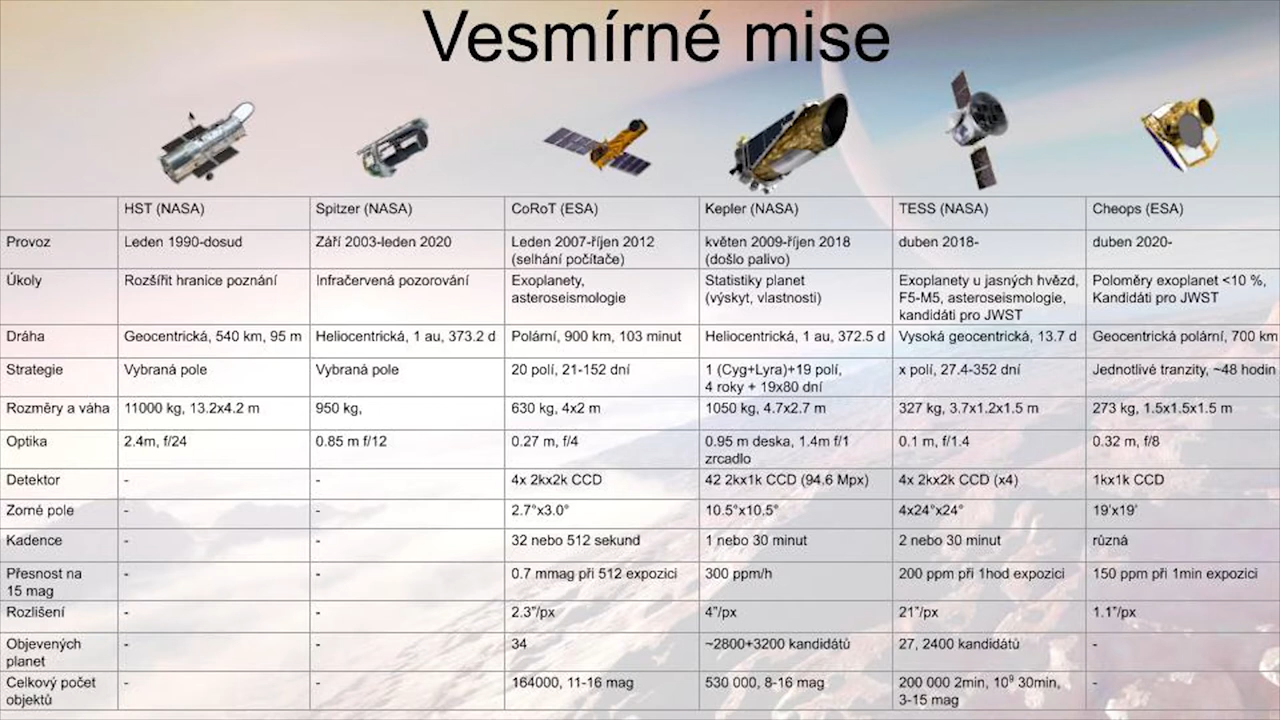 Vesmírné mise
HST (NASA) Spitzer (NASA) CoRoT (ESA) Kepler (NASA) TESS (NASA) Cheops (ESA)
Provoz Leden 1990-dosud Září 2003-leden 2020 Leden 2007-říjen 2012 květen 2009-říjen 2018 duben 2018- duben 2020-
(selhání počítače) (došlo palivo)
Úkoly Rozšířit hranice poznání Infračervená pozorování Exoplanety, Statistiky planet Exoplanety u jasných hvězd, Poloměry exoplanet <10 %,
asteroseismologie (výskyt, vlastnosti) F5-M5, asteroseismologie, Kandidáti pro JWST
kandidáti pro JWST
Dráha Geocentrická, 540 km, 95 m Heliocentrická, 1 au, 373.2 d Polární, 900 km, 103 minut Heliocentrická, 1 au, 372.5 d Vysoká geocentrická, 13.7 d Geocentrická polární, 700 km
Strategie Vybraná pole Vybraná pole 20 polí, 21-152 dní 1 (Cyg+Lyra)+19 polí, x polí, 27.4-352 dní Jednotlivé tranzity, ~48 hodin
4 roky + 19x80 dní
Rozměry a váha 11000 kg, 13.2x4.2 m 950 kg, 630 kg, 4x2 m 1050 kg, 4.7x2.7 m 327 kg, 3.7x1.2x1.5 m 273 kg, 1.5x1.5x1.5 m
Optika 2.4m, f/24 0.85 m f/12 0.27 m, f/4 0.95 m deska, 1.4m f/1 0.1 m, f/1.4 0.32 m, f/8
zrcadlo
Detektor - - 4x 2kx2k CCD 42 2kx1k CCD (94.6 Mpx) 4x 2kx2k CCD (x4) 1kx1k CCD
Zorné pole - - 2.7°x3.0° 10.5°x10.5° 4x24°x24° 19'x19'
Kadence - - 32 nebo 512 sekund 1 nebo 30 minut 2 nebo 30 minut různá
Přesnost na - - 0.7 mmag při 512 expozici 300 ppm/h 200 ppm při 1hod expozici 150 ppm při 1min expozici
15 mag
Rozlišení - - 2.3”/px 4”/px 21”/px 1.1”/px
Objevených - - 34 ~2800+3200 kandidátů 27, 2400 kandidátů -
planet
Celkový počet - - 164000, 11-16 mag 530 000, 8-16 mag 200 000 2min, 10⁹ 30min, -
objektů 3-15 mag